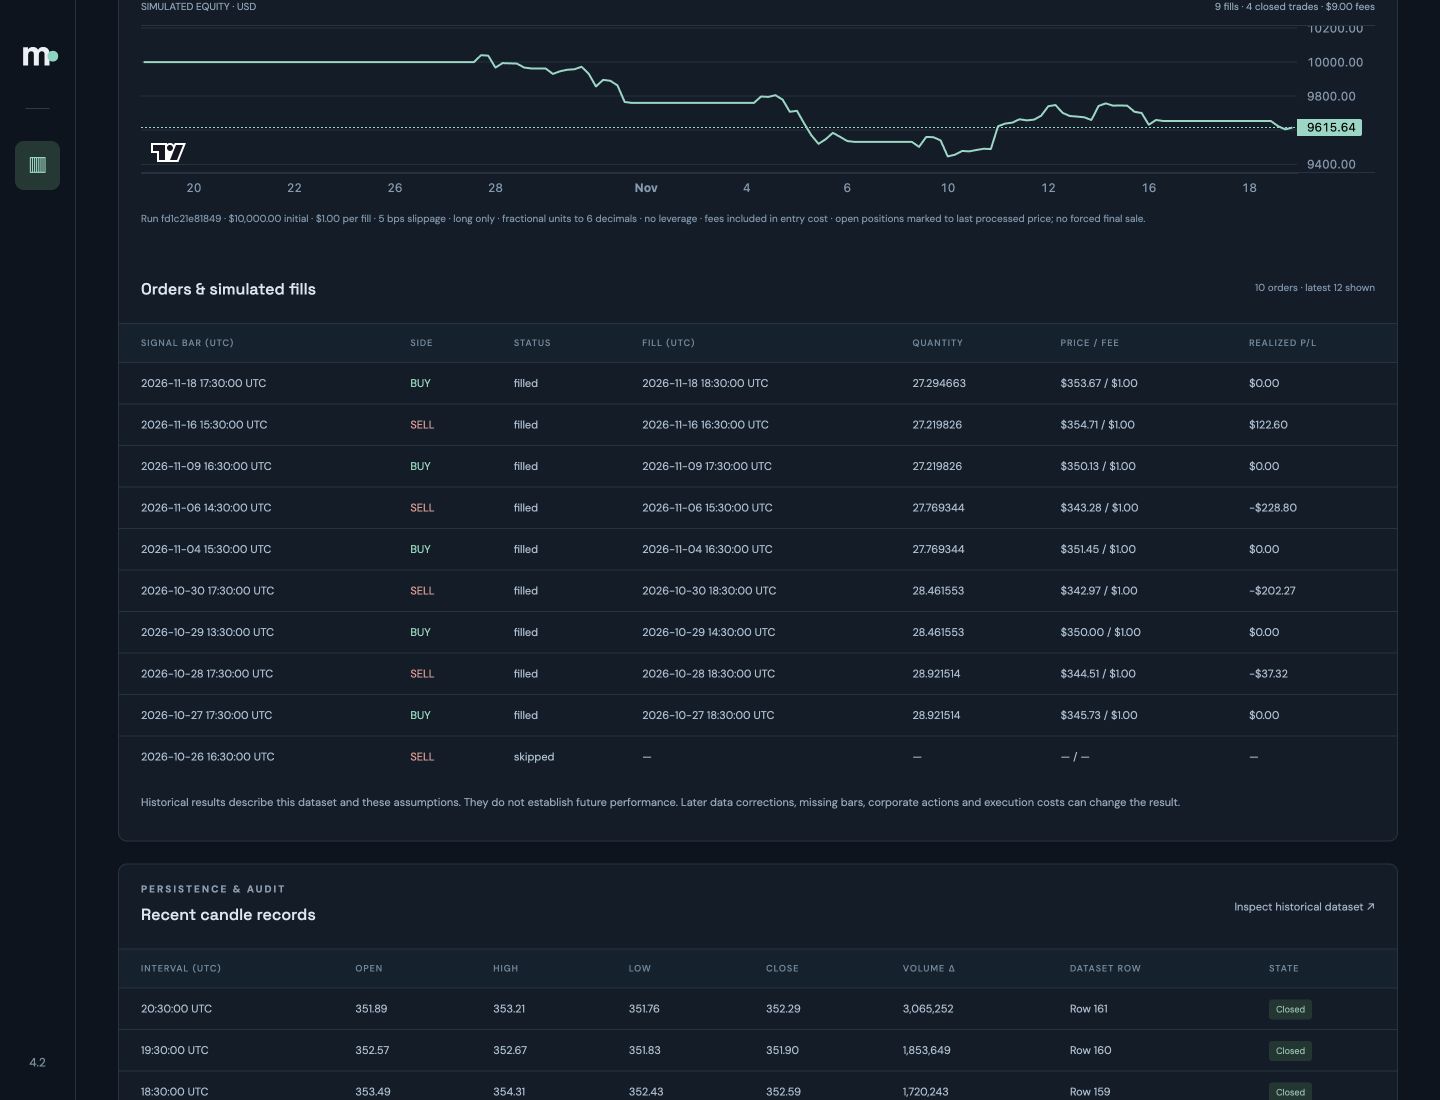 SIMULATED EQUITY · USD
9 fills · 4 closed trades · $9.00 fees
m
10200.00
10000.00
9800.00
9615.64
9400.00
20 22 26 28 Nov 4 6 10 12 16 18
Run fd1c21e81849 · $10,000.00 initial · $1.00 per fill · 5 bps slippage · long only · fractional units to 6 decimals · no leverage · fees included in entry cost · open positions marked to last processed price; no forced final sale.
Orders & simulated fills
10 orders · latest 12 shown
SIGNAL BAR (UTC) SIDE STATUS FILL (UTC) QUANTITY PRICE / FEE REALIZED P/L
2026-11-18 17:30:00 UTC BUY filled 2026-11-18 18:30:00 UTC 27.294663 $353.67 / $1.00 $0.00
2026-11-16 15:30:00 UTC SELL filled 2026-11-16 16:30:00 UTC 27.219826 $354.71 / $1.00 $122.60
2026-11-09 16:30:00 UTC BUY filled 2026-11-09 17:30:00 UTC 27.219826 $350.13 / $1.00 $0.00
2026-11-06 14:30:00 UTC SELL filled 2026-11-06 15:30:00 UTC 27.769344 $343.28 / $1.00 -$228.80
2026-11-04 15:30:00 UTC BUY filled 2026-11-04 16:30:00 UTC 27.769344 $351.45 / $1.00 $0.00
2026-10-30 17:30:00 UTC SELL filled 2026-10-30 18:30:00 UTC 28.461553 $342.97 / $1.00 -$202.27
2026-10-29 13:30:00 UTC BUY filled 2026-10-29 14:30:00 UTC 28.461553 $350.00 / $1.00 $0.00
2026-10-28 17:30:00 UTC SELL filled 2026-10-28 18:30:00 UTC 28.921514 $344.51 / $1.00 -$37.32
2026-10-27 17:30:00 UTC BUY filled 2026-10-27 18:30:00 UTC 28.921514 $345.73 / $1.00 $0.00
2026-10-26 16:30:00 UTC SELL skipped — — — / — —
Historical results describe this dataset and these assumptions. They do not establish future performance. Later data corrections, missing bars, corporate actions and execution costs can change the result.
PERSISTENCE & AUDIT
Recent candle records
Inspect historical dataset ↗
INTERVAL (UTC) OPEN HIGH LOW CLOSE VOLUME Δ DATASET ROW STATE
20:30:00 UTC 351.89 353.21 351.76 352.29 3,065,252 Row 161 Closed
19:30:00 UTC 352.57 352.67 351.83 351.90 1,853,649 Row 160 Closed
18:30:00 UTC 353.49 354.31 352.43 352.59 1,720,243 Row 159 Closed
4.2